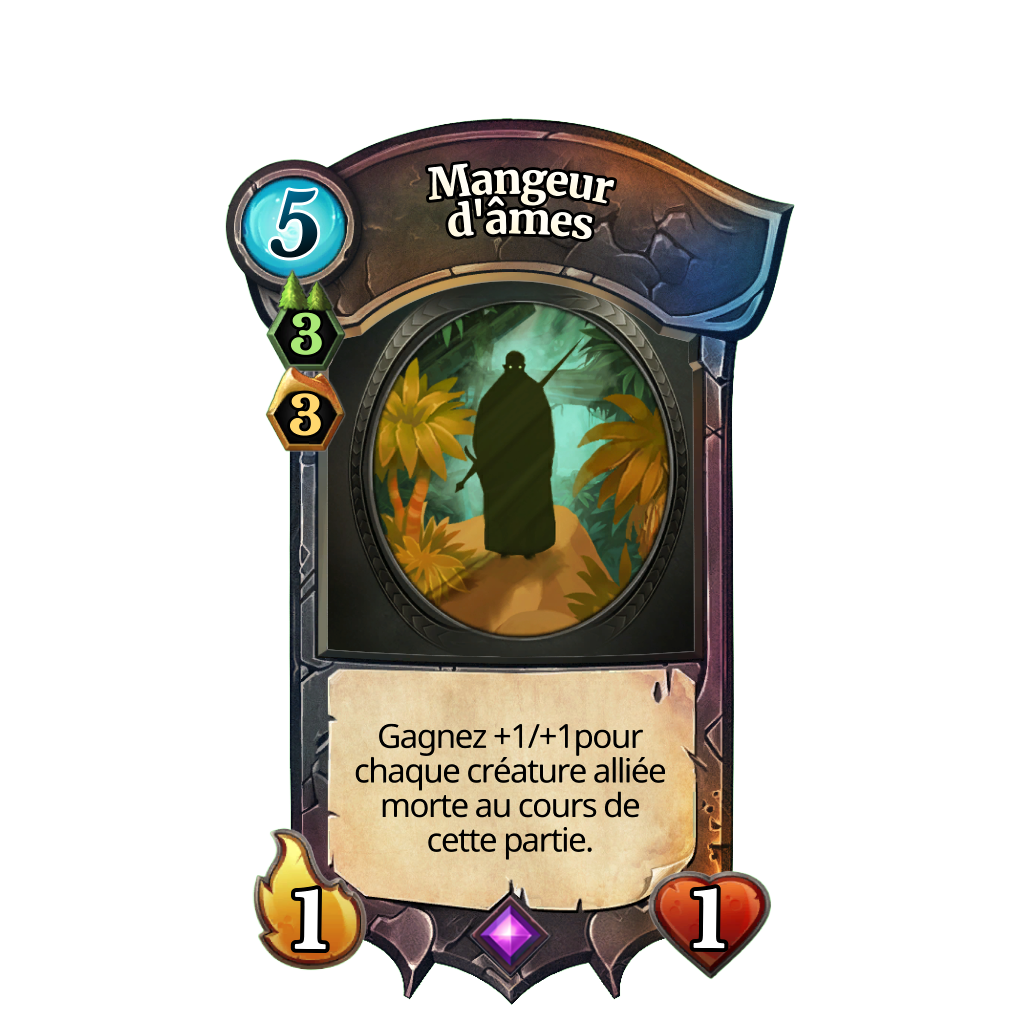 Mangeur
d'âmes
5
3
3
Gagnez +1/+1pour
chaque créature alliée
morte au cours de
cette partie.
1
1